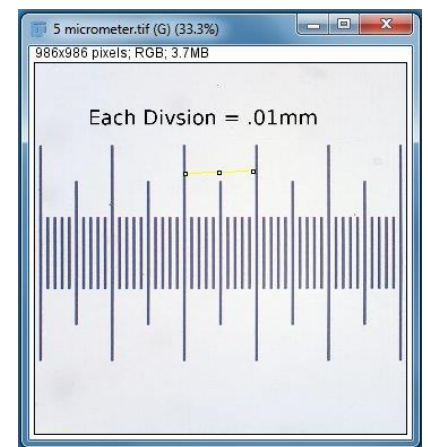 5 micrometer.tif (G) (33.3%)
986x986 pixels; RGB; 3.7MB
Each Divsion = .01mm